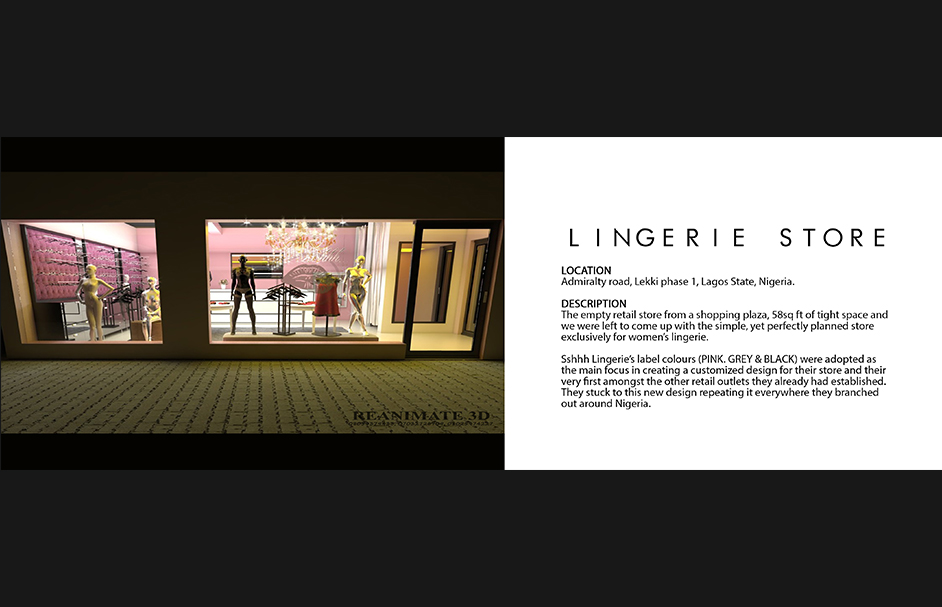 L I N G E R I E   S T O R E
LOCATION
Admiralty road, Lekki phase 1, Lagos State, Nigeria.
DESCRIPTION
The empty retail store from a shopping plaza, 58sq ft of tight space and
we were left to come up with the simple, yet perfectly planned store
exclusively for women's lingerie.
Sshhh Lingerie's label colours (PINK. GREY & BLACK) were adopted as
the main focus in creating a customized design for their store and their
very first amongst the other retail outlets they already had established.
They stuck to this new design repeating it everywhere they branched
out around Nigeria.
REANIMATE 3D